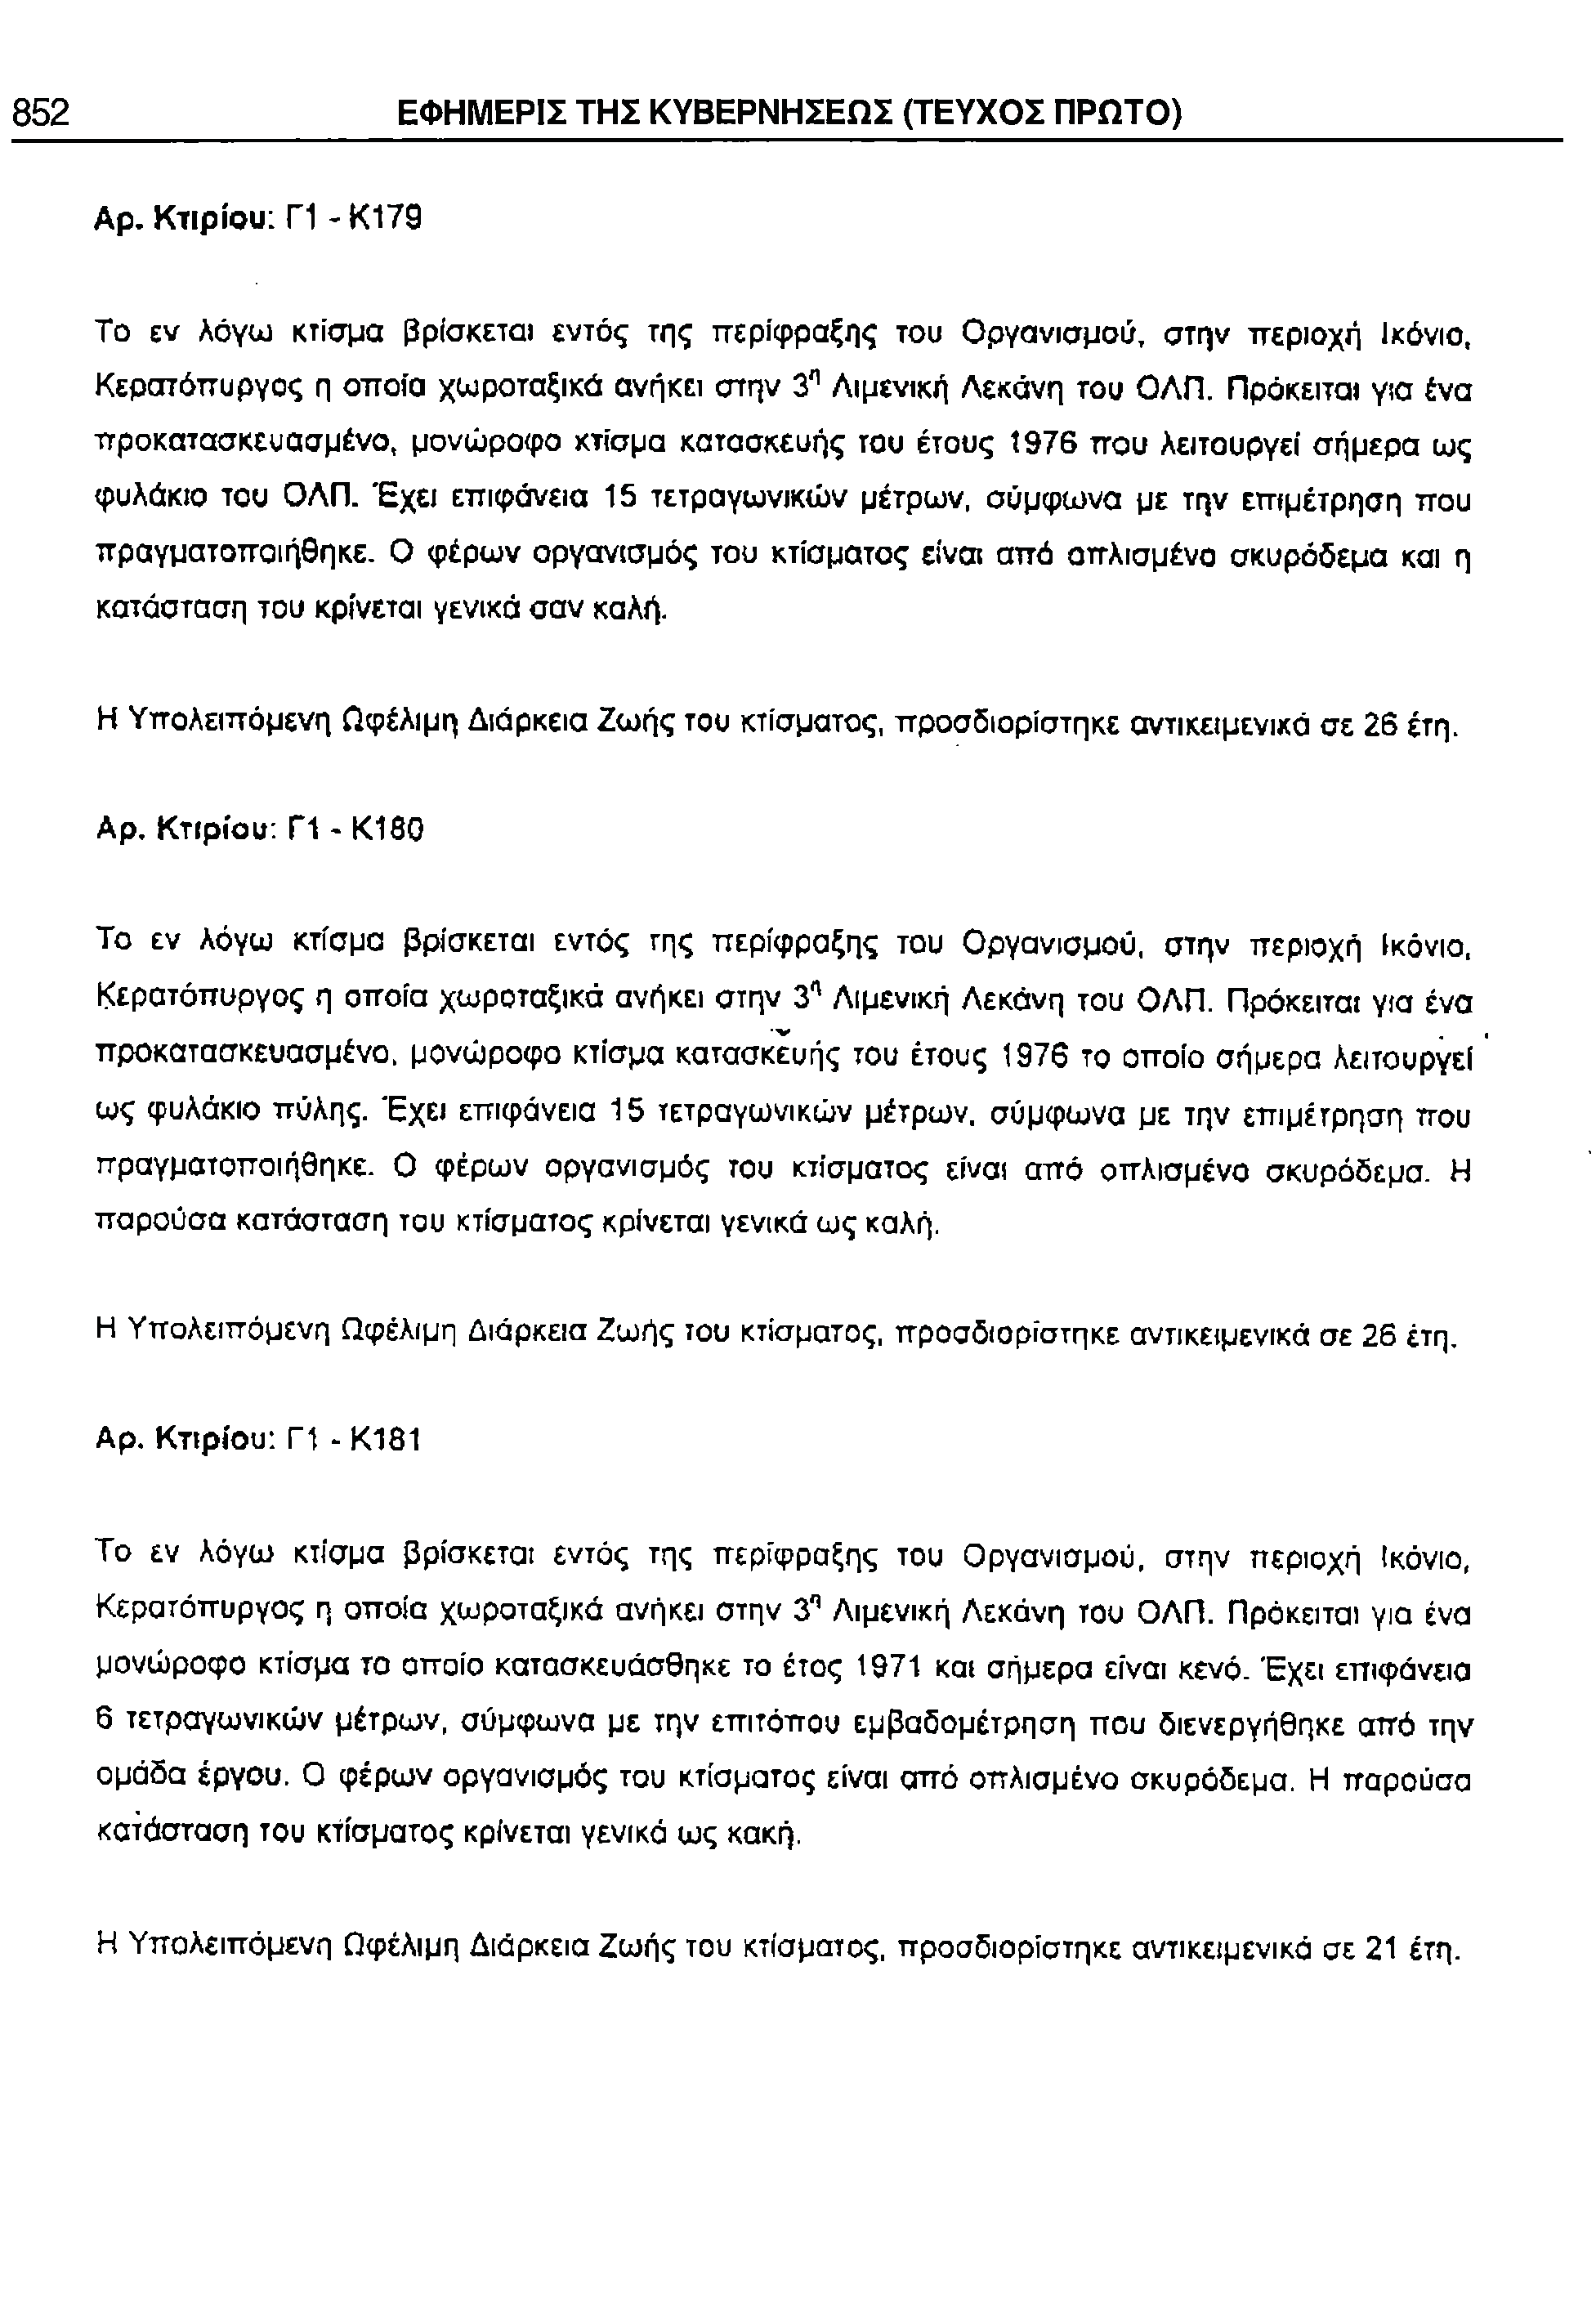 852
ΕΦΗΜΕΡΙΣ ΤΗΣ ΚΥΒΕΡΝΗΣΕΩΣ (ΤΕΥΧΟΣ ΠΡΩΤΟ)
Αρ. Κτιρίου: Γ1 - Κ179
Το εν λόγω κτίσμα βρίσκεται εντός της περίφραξης του Οργανισμού, στην περιοχή Ικόνιο,
Κερατόπυργος η οποία χωροταξικά ανήκει στην 3η Λιμενική Λεκάνη του ΟΛΠ. Πρόκειται για ένα
προκατασκευασμένο, μονώροφο κτίσμα κατασκευής του έτους 1976 που λειτουργεί σήμερα ως
φυλάκιο του ΟΛΠ. Έχει επιφάνεια 15 τετραγωνικών μέτρων, σύμφωνα με την επιμέτρηση που
πραγματοποιήθηκε. Ο φέρων οργανισμός του κτίσματος είναι από οπλισμένο σκυρόδεμα και η
κατάσταση του κρίνεται γενικά σαν καλή.
Η Υπολειπόμενη Ωφέλιμη Διάρκεια Ζωής του κτίσματος, προσδιορίστηκε αντικειμενικά σε 26 έτη.
Αρ. Κτιρίου: Γ1 - Κ180
Το εν λόγω κτίσμα βρίσκεται εντός της περίφραξης του Οργανισμού, στην περιοχή Ικόνιο,
Κερατόπυργος η οποία χωροταξικά ανήκει στην 3η Λιμενική Λεκάνη του ΟΛΠ. Πρόκειται για ένα
προκατασκευασμένο, μονώροφο κτίσμα κατασκευής του έτους 1976 το οποίο σήμερα λειτουργεί
ως φυλάκιο πύλης. Έχει επιφάνεια 15 τετραγωνικών μέτρων, σύμφωνα με την επιμέτρηση που
πραγματοποιήθηκε. Ο φέρων οργανισμός του κτίσματος είναι από οπλισμένο σκυρόδεμα. Η
παρούσα κατάσταση του κτίσματος κρίνεται γενικά ως καλή.
Η Υπολειπόμενη Ωφέλιμη Διάρκεια Ζωής του κτίσματος, προσδιορίστηκε αντικειμενικά σε 26 έτη.
Αρ. Κτιρίου: Γ1 - Κ181
Το εν λόγω κτίσμα βρίσκεται εντός της περίφραξης του Οργανισμού, στην περιοχή Ικόνιο,
Κερατόπυργος η οποία χωροταξικά ανήκει στην 3η Λιμενική Λεκάνη του ΟΛΠ. Πρόκειται για ένα
μονώροφο κτίσμα το οποίο κατασκευάσθηκε το έτος 1971 και σήμερα είναι κενό. Έχει επιφάνεια
6 τετραγωνικών μέτρων, σύμφωνα με την επιτόπου εμβαδομέτρηση που διενεργήθηκε από την
ομάδα έργου. Ο φέρων οργανισμός του κτίσματος είναι από οπλισμένο σκυρόδεμα. Η παρούσα
κατάσταση του κτίσματος κρίνεται γενικά ως κακή.
Η Υπολειπόμενη Ωφέλιμη Διάρκεια Ζωής του κτίσματος, προσδιορίστηκε αντικειμενικά σε 21 έτη.